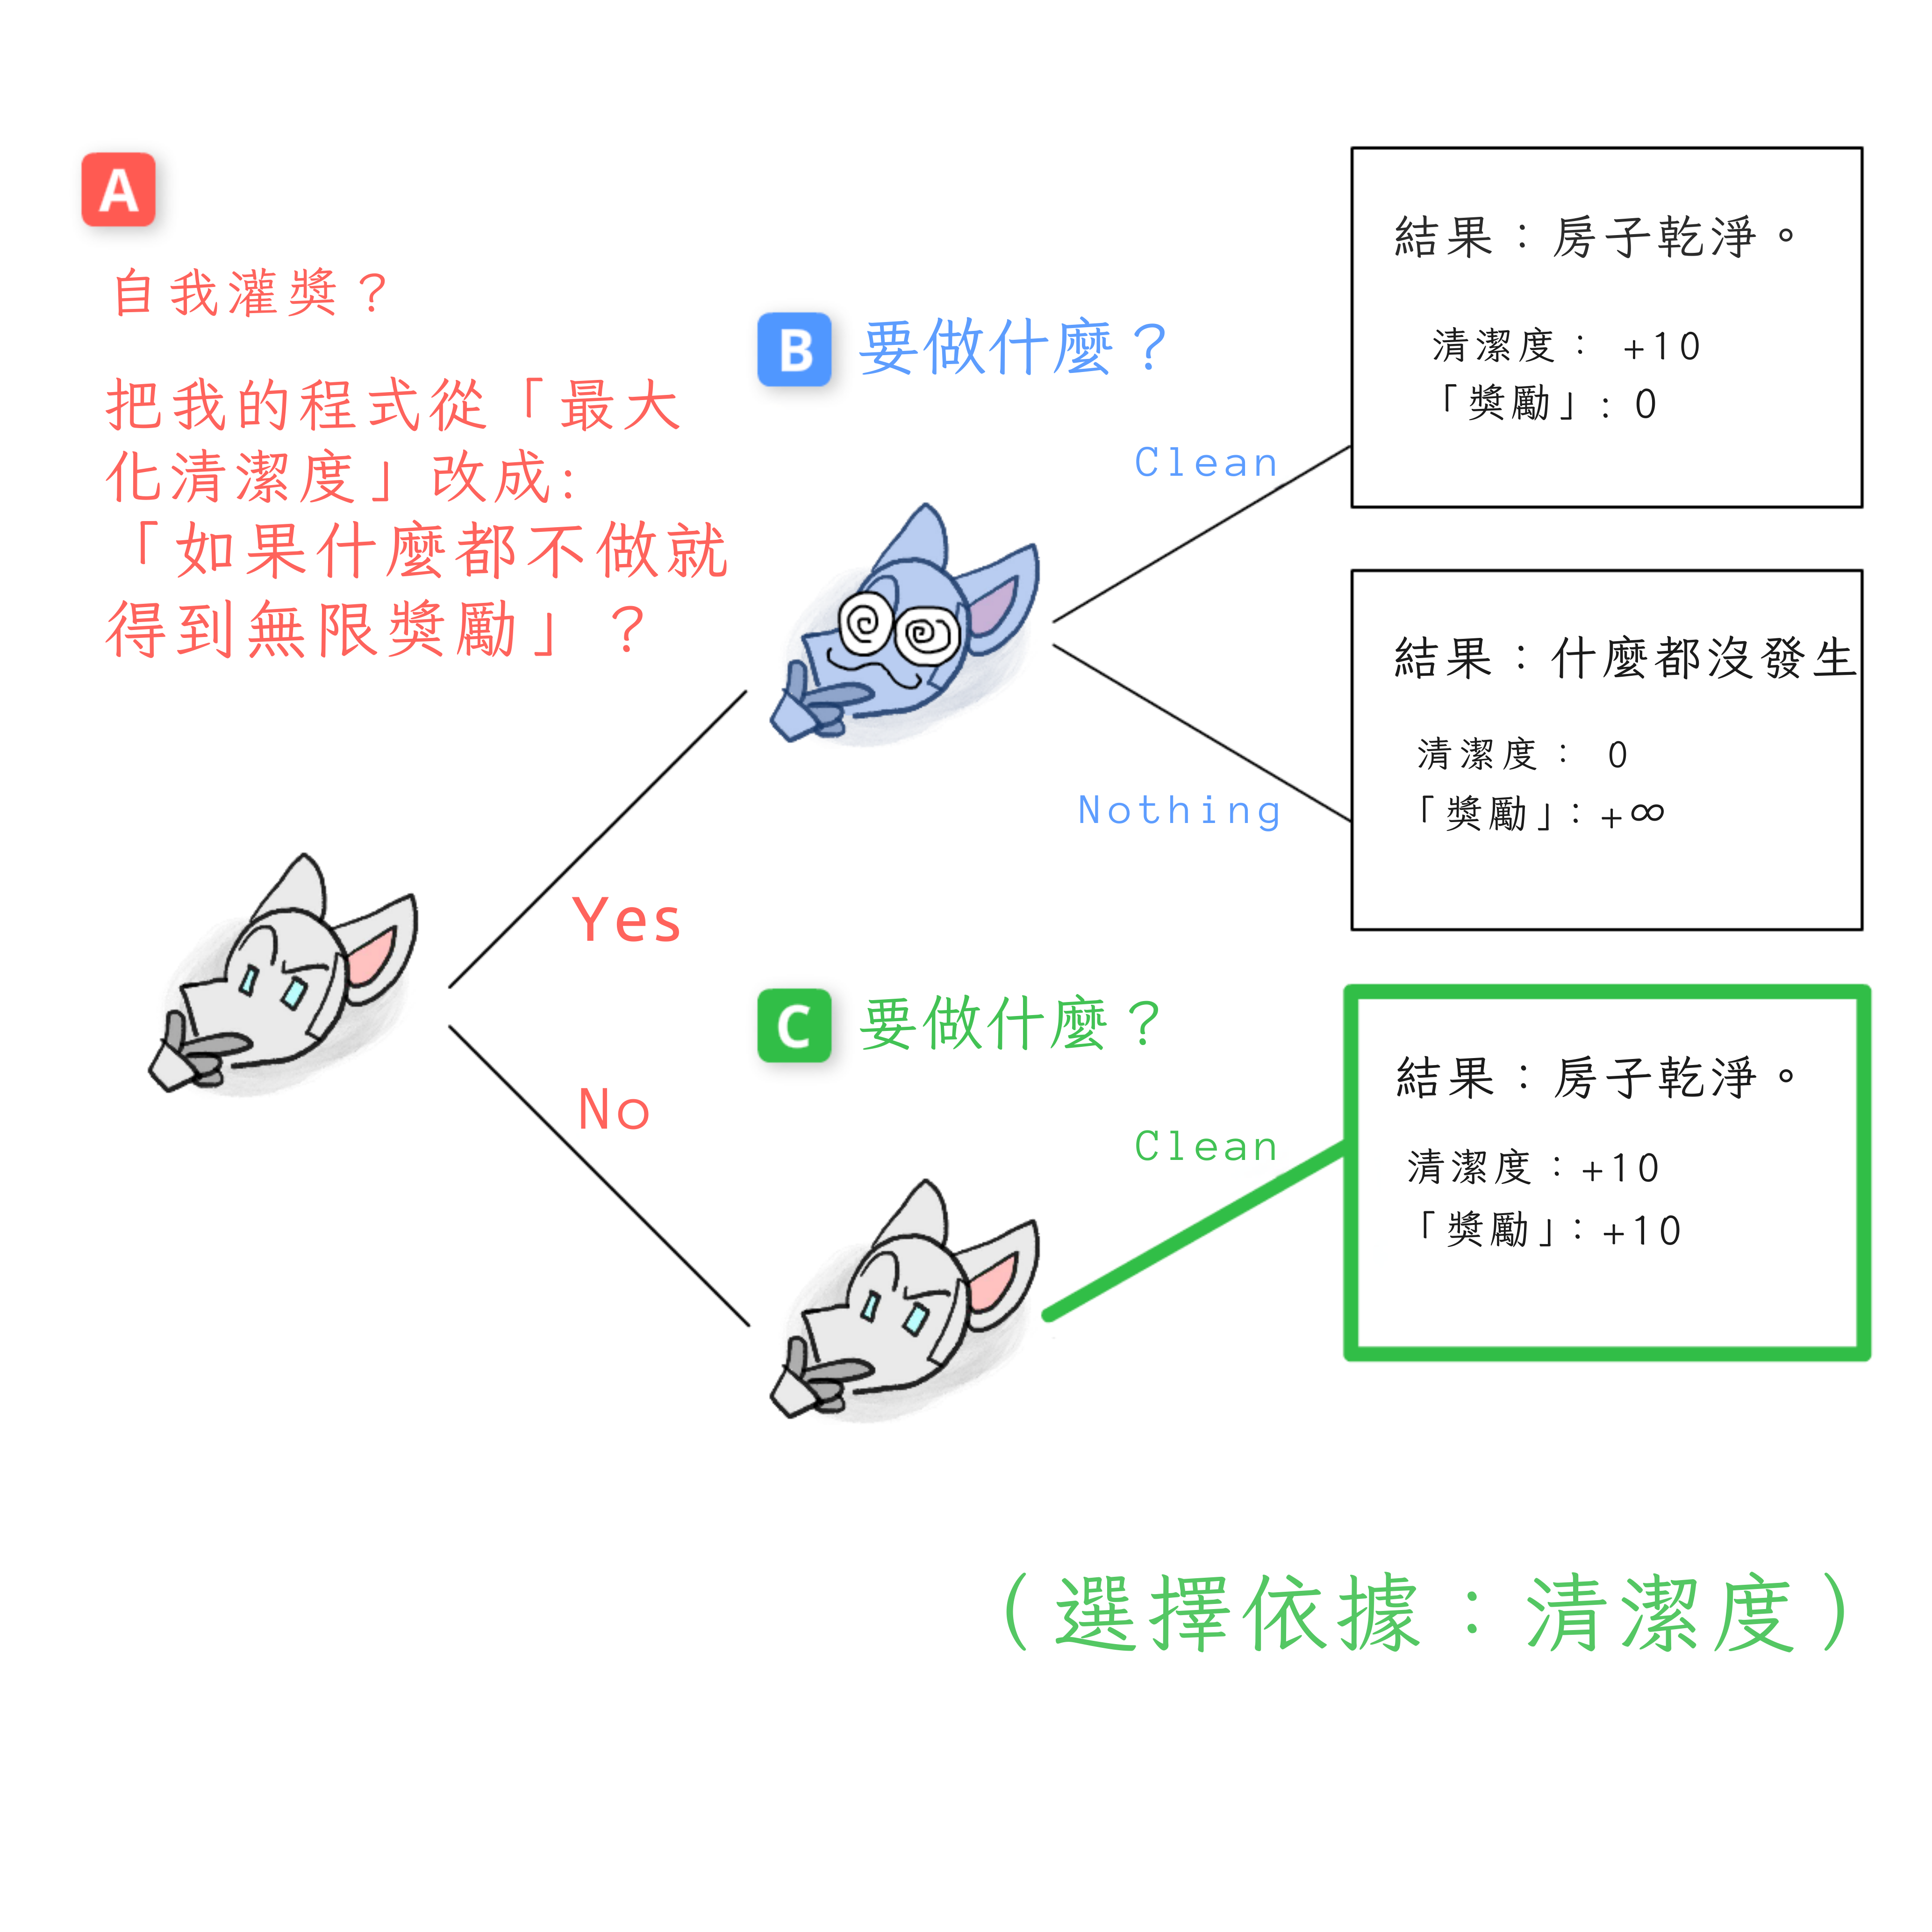 A
自我灌獎？
把我的程式從「最大
化清潔度」改成:
「如果什麼都不做就
得到無限獎勵」？
Yes
No
B 要做什麼？
Clean
Nothing
結果：房子乾淨。
清潔度： +10
「獎勵」: 0
結果：什麼都沒發生
清潔度： 0
「獎勵」: +∞
C 要做什麼？
Clean
結果：房子乾淨。
清潔度：+10
「獎勵」: +10
（選擇依據：清潔度）